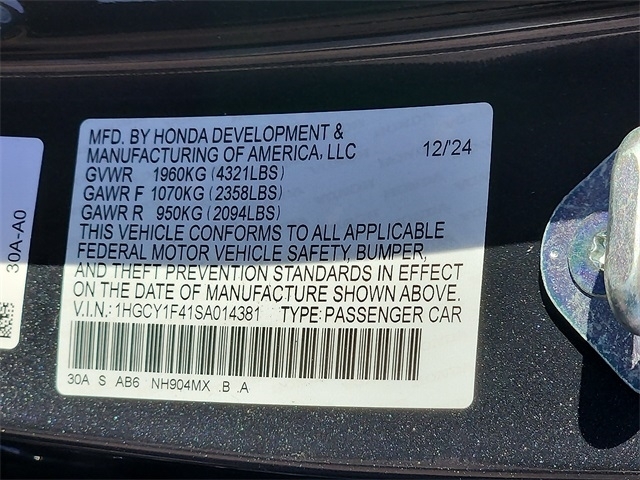 MFD. BY HONDA DEVELOPMENT &
MANUFACTURING OF AMERICA, LLC 12/'24
GVWR 1960KG (4321LBS)
GAWR F 1070KG (2358LBS)
GAWR R 950KG (2094LBS)
THIS VEHICLE CONFORMS TO ALL APPLICABLE
FEDERAL MOTOR VEHICLE SAFETY, BUMPER,
AND THEFT PREVENTION STANDARDS IN EFFECT
ON THE DATE OF MANUFACTURE SHOWN ABOVE.
V.I.N.: 1HGCY1F41SA014381 TYPE: PASSENGER CAR
30A S AB6 NH904MX .B .A
30A-A0